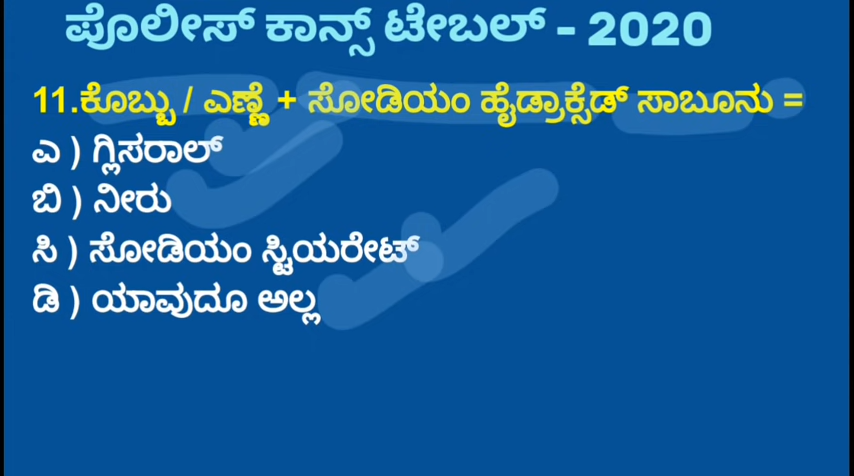 ಪೊಲೀಸ್ ಕಾನ್ಸ್ ಟೇಬಲ್ - 2020
11.ಕೊಬ್ಬು / ಎಣ್ಣೆ + ಸೋಡಿಯಂ ಹೈಡ್ರಾಕ್ಸೆಡ್ ಸಾಬೂನು =
ಎ ) ಗ್ಲಿಸರಾಲ್
ಬಿ ) ನೀರು
ಸಿ ) ಸೋಡಿಯಂ ಸ್ಟಿಯರೇಟ್
ಡಿ ) ಯಾವುದೂ ಅಲ್ಲ